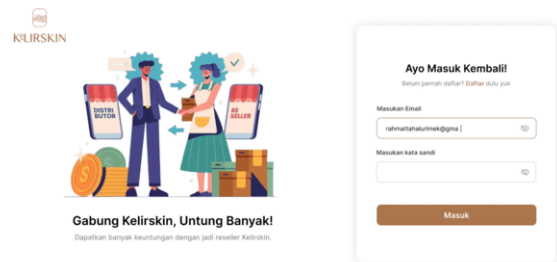 KELIRSKIN
DISTRI
BUTOR
RE
SELLER
Gabung Kelirskin, Untung Banyak!
Dapatkan banyak keuntungan dengan jadi reseller Kelirskin.
Ayo Masuk Kembali!
Belum pernah daftar? Daftar dulu yuk
Masukan Email
rahmattahalurimek@gma
Masukan kata sandi
Masuk